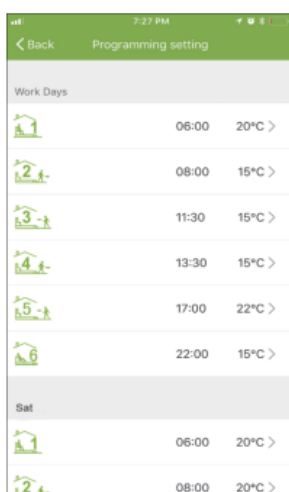 7:27 PM
Back Programming setting
Work Days
1 06:00 20°C
2 08:00 15°C
3 11:30 15°C
4 13:30 15°C
5 17:00 22°C
6 22:00 15°C
Sat
1 06:00 20°C
2 08:00 20°C